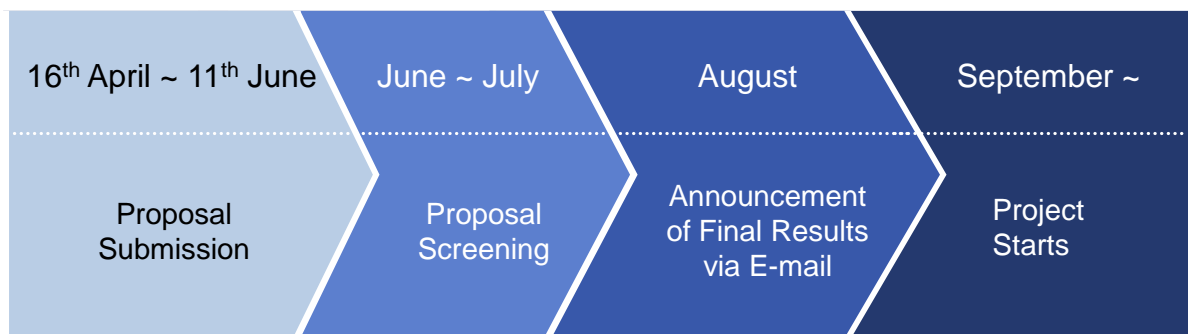 16th April ~ 11th June
June ~ July
August
September ~
Proposal
Submission
Proposal
Screening
Announcement
of Final Results
via E-mail
Project
Starts